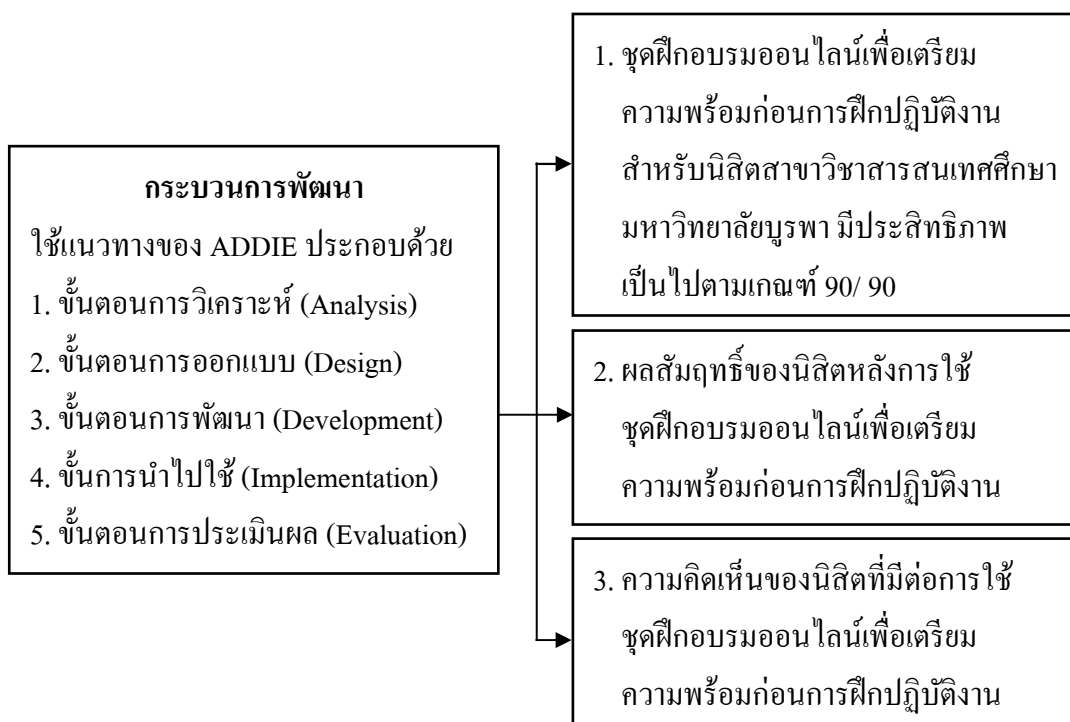 กระบวนการพัฒนา
ใช้แนวทางของ ADDIE ประกอบด้วย
1. ขั้นตอนการวิเคราะห์ (Analysis)
2. ขั้นตอนการออกแบบ (Design)
3. ขั้นตอนการพัฒนา (Development)
4. ขั้นการนำไปใช้ (Implementation)
5. ขั้นตอนการประเมินผล (Evaluation)
1. ชุดฝึกอบรมออนไลน์เพื่อเตรียม
ความพร้อมก่อนการฝึกปฏิบัติงาน
สำหรับนิสิตสาขาวิชาสารสนเทศศึกษา
มหาวิทยาลัยบูรพา มีประสิทธิภาพ
เป็นไปตามเกณฑ์ 90/ 90
2. ผลสัมฤทธิ์ของนิสิตหลังการใช้
ชุดฝึกอบรมออนไลน์เพื่อเตรียม
ความพร้อมก่อนการฝึกปฏิบัติงาน
3. ความคิดเห็นของนิสิตที่มีต่อการใช้
ชุดฝึกอบรมออนไลน์เพื่อเตรียม
ความพร้อมก่อนการฝึกปฏิบัติงาน